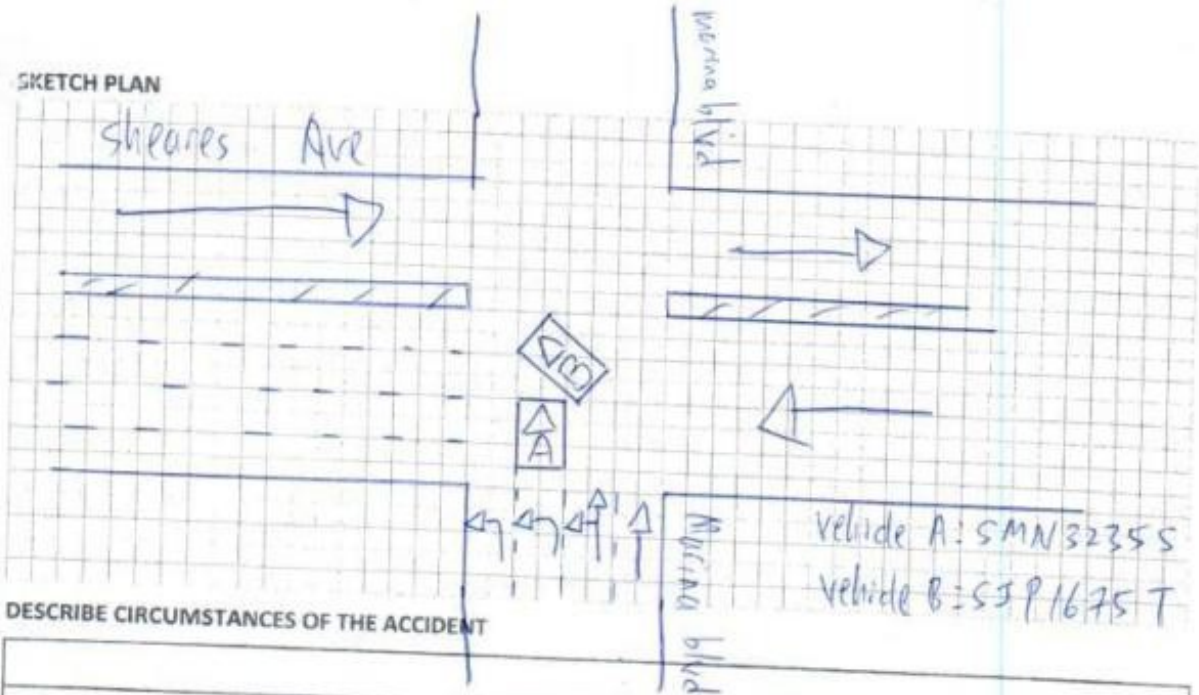 marina blvd
SKETCH PLAN
Sheares Ave
B
A
Marina blvd
vehicle A: SMN3235S
vehicle B: SJP1675T
DESCRIBE CIRCUMSTANCES OF THE ACCIDENT